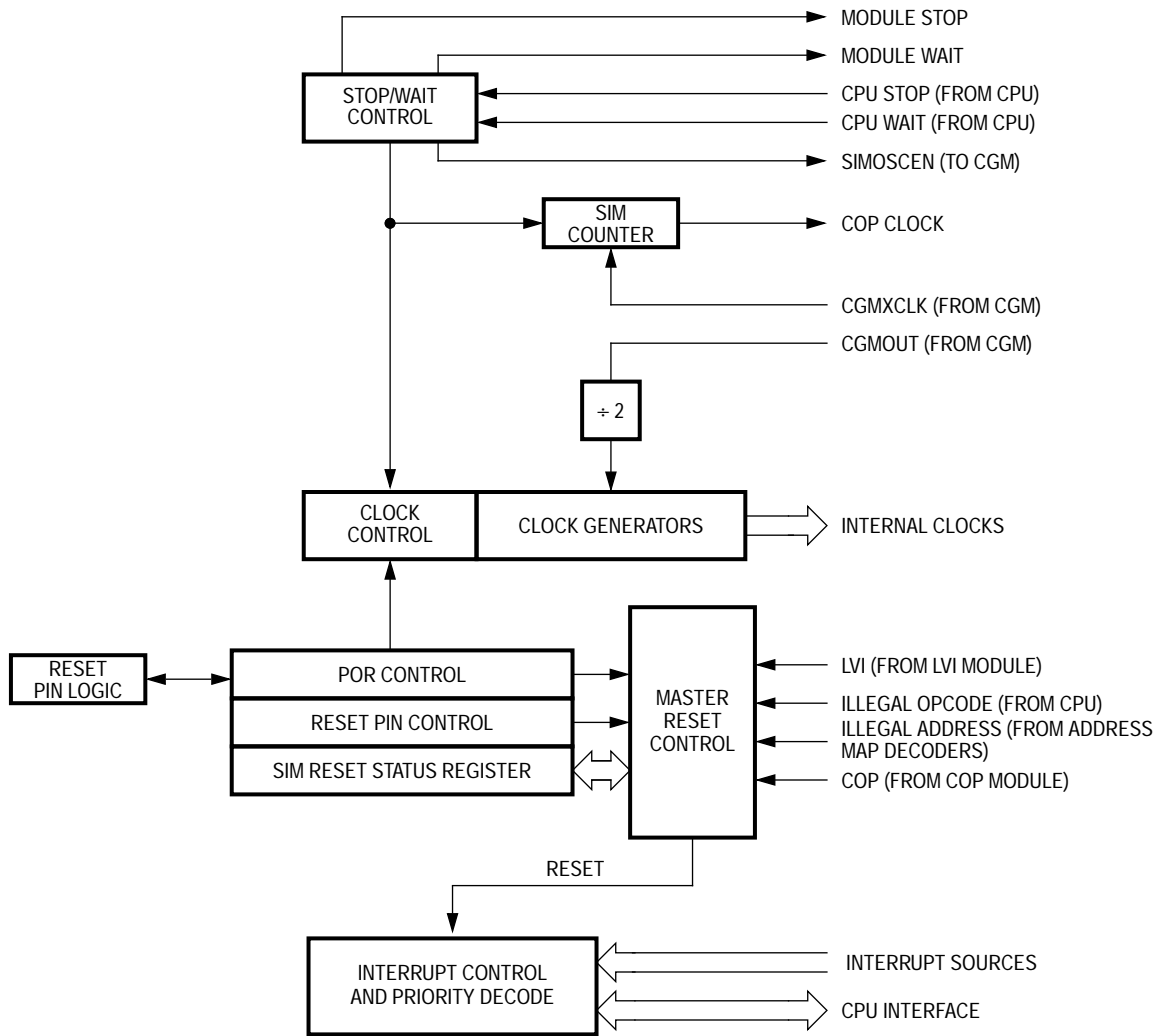 MODULE STOP
MODULE WAIT
STOP/WAIT
CONTROL
CPU STOP (FROM CPU)
CPU WAIT (FROM CPU)
SIMOSCEN (TO CGM)
SIM
COUNTER
COP CLOCK
CGMXCLK (FROM CGM)
CGMOUT (FROM CGM)
÷ 2
CLOCK
CONTROL
CLOCK GENERATORS
INTERNAL CLOCKS
RESET
PIN LOGIC
POR CONTROL
RESET PIN CONTROL
SIM RESET STATUS REGISTER
MASTER
RESET
CONTROL
LVI (FROM LVI MODULE)
ILLEGAL OPCODE (FROM CPU)
ILLEGAL ADDRESS (FROM ADDRESS
MAP DECODERS)
COP (FROM COP MODULE)
RESET
INTERRUPT CONTROL
AND PRIORITY DECODE
INTERRUPT SOURCES
CPU INTERFACE